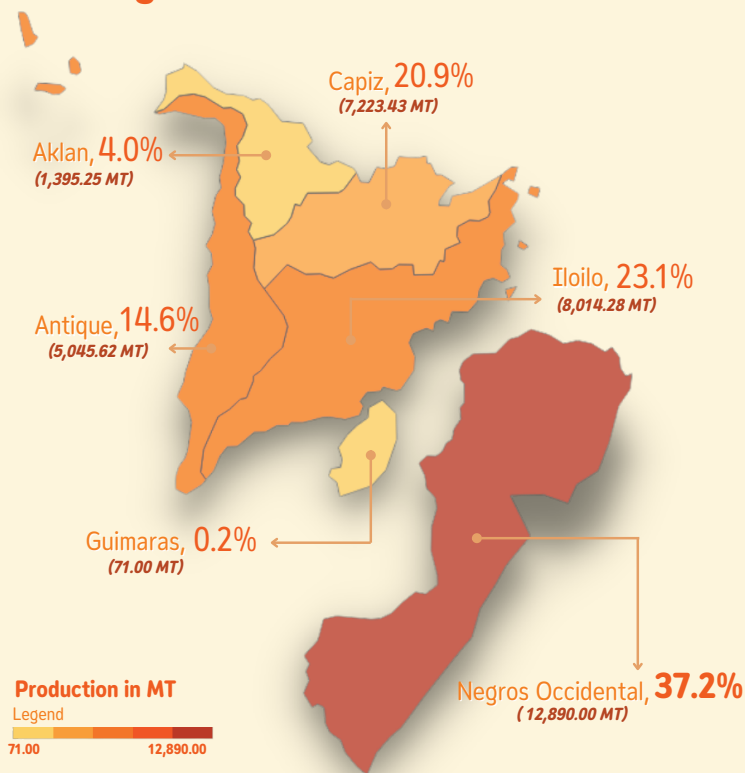 Capiz, 20.9%
(7,223.43 MT)
Aklan, 4.0%
(1,395.25 MT)
Iloilo, 23.1%
(8,014.28 MT)
Antique, 14.6%
(5,045.62 MT)
Guimaras, 0.2%
(71.00 MT)
Negros Occidental, 37.2%
( 12,890.00 MT)
Production in MT
Legend
71.00 12,890.00